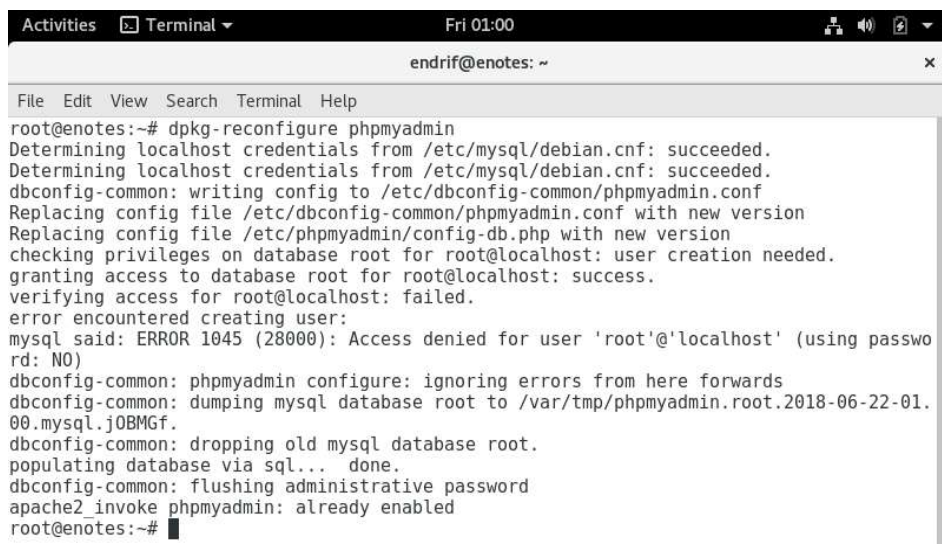 Activities Terminal Fri 01:00
endrif@enotes: ~ ×
File Edit View Search Terminal Help
root@enotes:~# dpkg-reconfigure phpmyadmin
Determining localhost credentials from /etc/mysql/debian.cnf: succeeded.
Determining localhost credentials from /etc/mysql/debian.cnf: succeeded.
dbconfig-common: writing config to /etc/dbconfig-common/phpmyadmin.conf
Replacing config file /etc/dbconfig-common/phpmyadmin.conf with new version
Replacing config file /etc/phpmyadmin/config-db.php with new version
checking privileges on database root for root@localhost: user creation needed.
granting access to database root for root@localhost: success.
verifying access for root@localhost: failed.
error encountered creating user:
mysql said: ERROR 1045 (28000): Access denied for user 'root'@'localhost' (using passwo
rd: NO)
dbconfig-common: phpmyadmin configure: ignoring errors from here forwards
dbconfig-common: dumping mysql database root to /var/tmp/phpmyadmin.root.2018-06-22-01.
00.mysql.jOBMGf.
dbconfig-common: dropping old mysql database root.
populating database via sql...  done.
dbconfig-common: flushing administrative password
apache2_invoke phpmyadmin: already enabled
root@enotes:~#